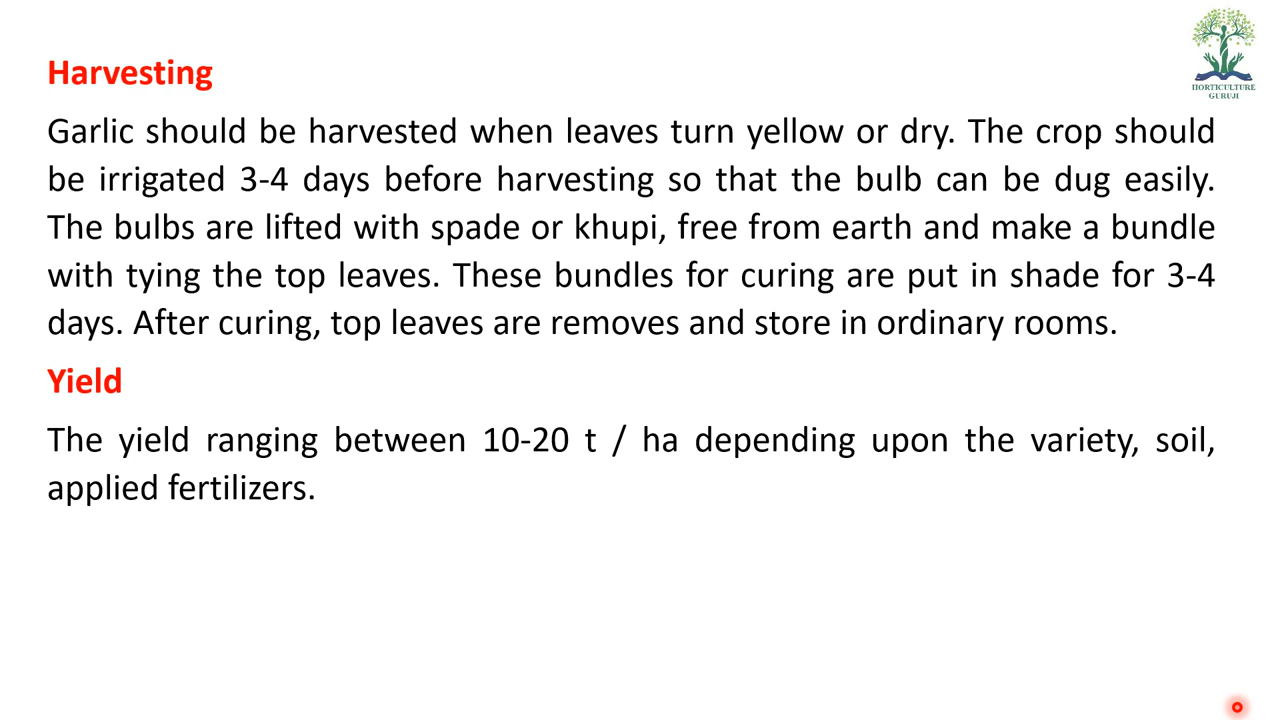 HORTICULTURE
GURUJI
Harvesting
Garlic should be harvested when leaves turn yellow or dry. The crop should
be irrigated 3-4 days before harvesting so that the bulb can be dug easily.
The bulbs are lifted with spade or khupi, free from earth and make a bundle
with tying the top leaves. These bundles for curing are put in shade for 3-4
days. After curing, top leaves are removes and store in ordinary rooms.
Yield
The yield ranging between 10-20 t / ha depending upon the variety, soil,
applied fertilizers.